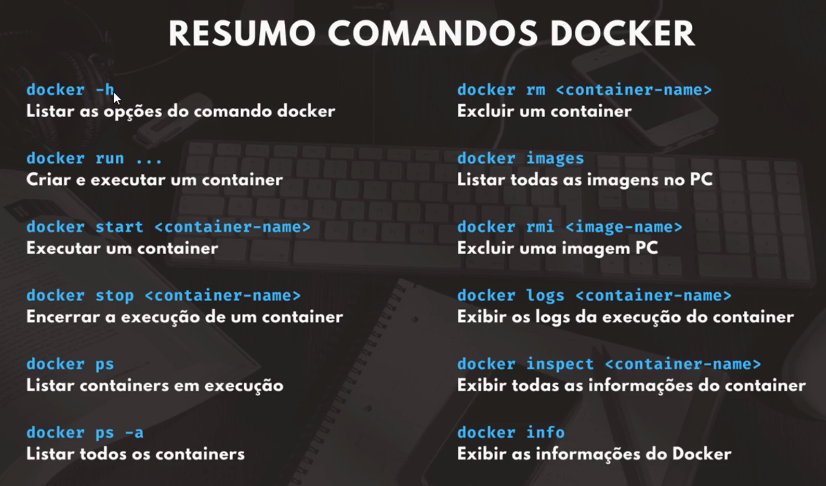 RESUMO COMANDOS DOCKER
docker -h
Listar as opções do comando docker
docker run ...
Criar e executar um container
docker start <container-name>
Executar um container
docker stop <container-name>
Encerrar a execução de um container
docker ps
Listar containers em execução
docker ps -a
Listar todos os containers
docker rm <container-name>
Excluir um container
docker images
Listar todas as imagens no PC
docker rmi <image-name>
Excluir uma imagem PC
docker logs <container-name>
Exibir os logs da execução do container
docker inspect <container-name>
Exibir todas as informações do container
docker info
Exibir as informações do Docker